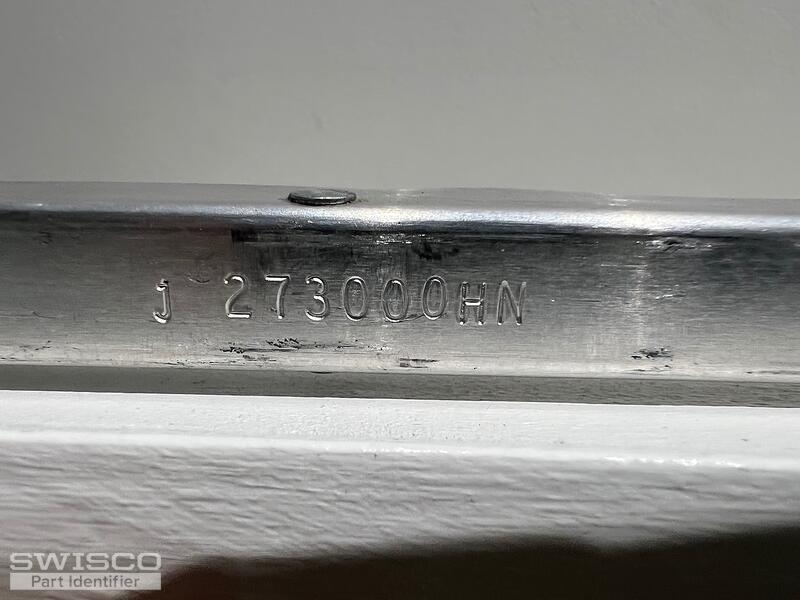 J 273000HN
SWISCO
Part Identifier